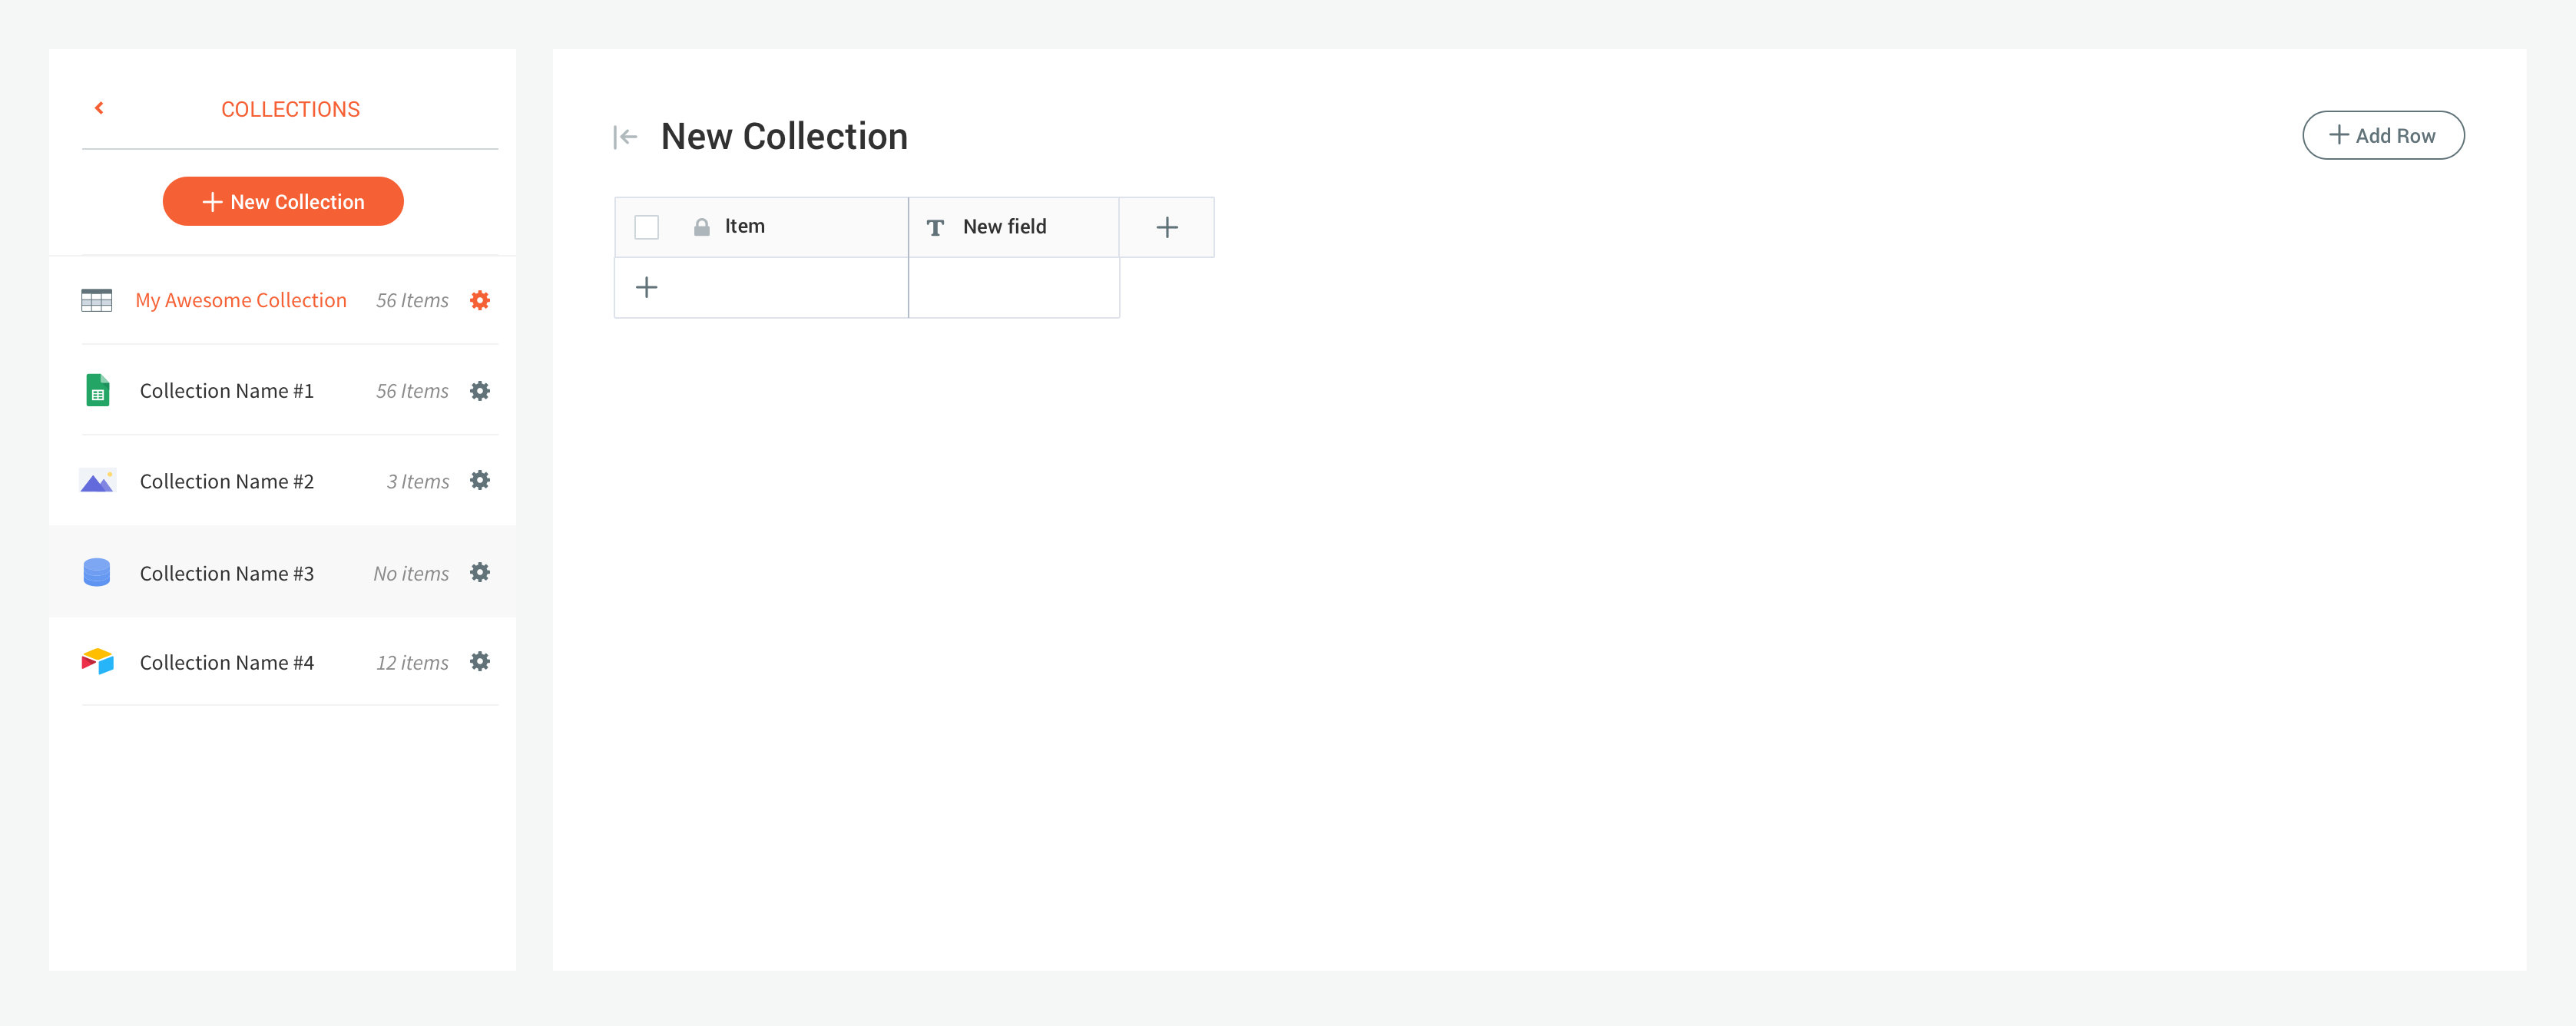 COLLECTIONS
New Collection
My Awesome Collection 56 Items
Collection Name #1 56 Items
Collection Name #2 3 Items
Collection Name #3 No items
Collection Name #4 12 items
New Collection
Add Row
Item
New field